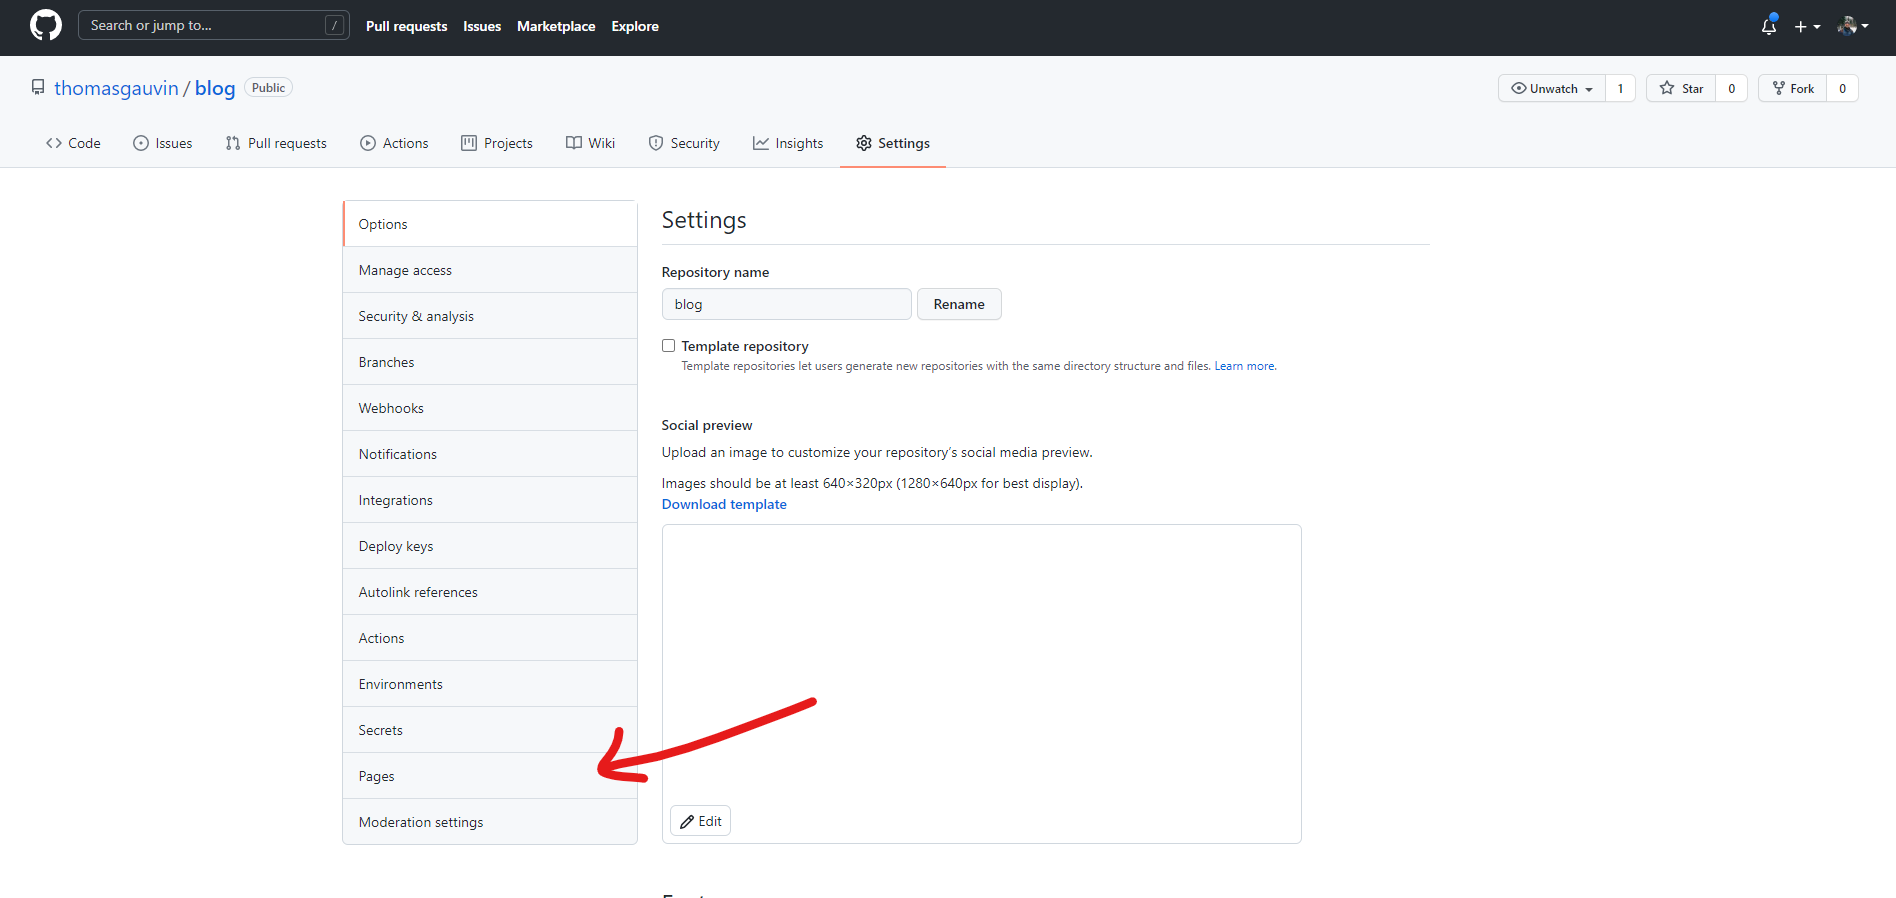 Search or jump to... /
Pull requests Issues Marketplace Explore
thomasgauvin / blog Public
Unwatch 1 Star 0 Fork 0
Code Issues Pull requests Actions Projects Wiki Security Insights Settings
Options
Manage access
Security & analysis
Branches
Webhooks
Notifications
Integrations
Deploy keys
Autolink references
Actions
Environments
Secrets
Pages
Moderation settings
Settings
Repository name
blog Rename
Template repository
Template repositories let users generate new repositories with the same directory structure and files. Learn more.
Social preview
Upload an image to customize your repository’s social media preview.
Images should be at least 640×320px (1280×640px for best display).
Download template
Edit